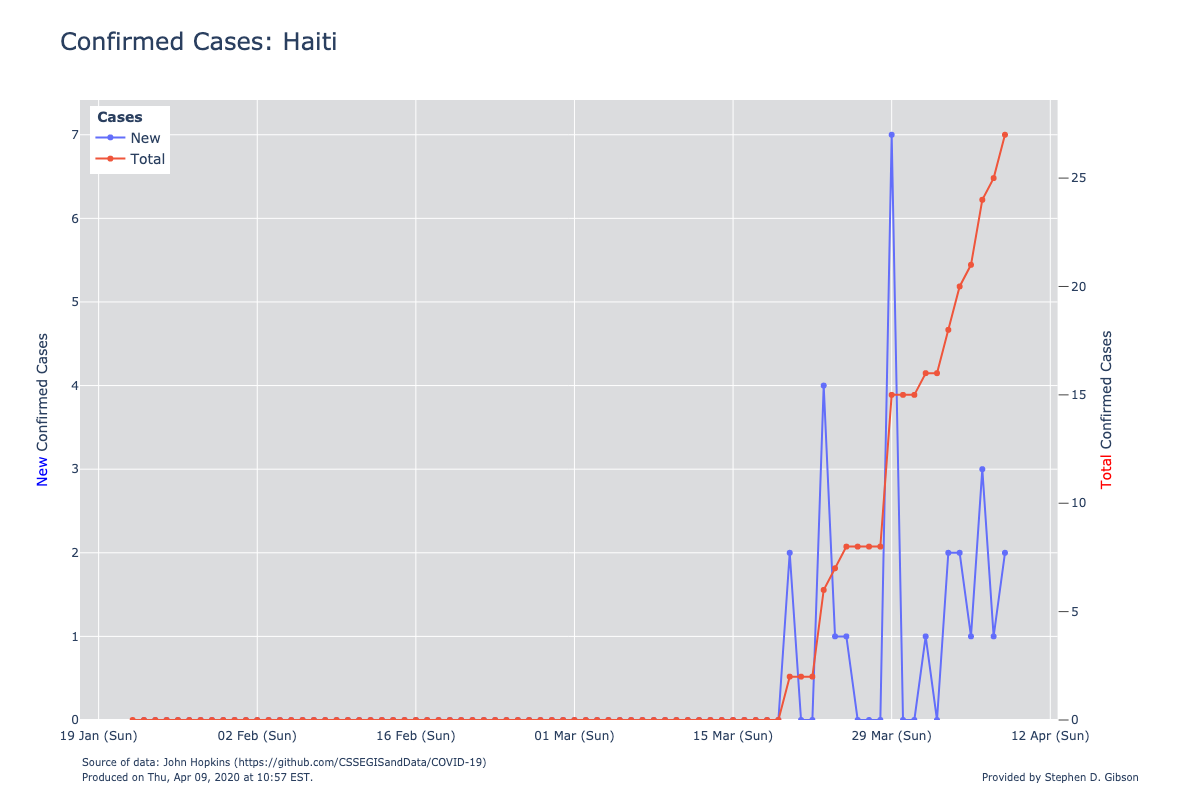 Confirmed Cases: Haiti
Cases
New
Total
7
6
5
4
3
2
1
0
New Confirmed Cases
25
20
15
10
5
0
Total Confirmed Cases
19 Jan (Sun)
02 Feb (Sun)
16 Feb (Sun)
01 Mar (Sun)
15 Mar (Sun)
29 Mar (Sun)
12 Apr (Sun)
Source of data: John Hopkins (https://github.com/CSSEGISandData/COVID-19)
Produced on Thu, Apr 09, 2020 at 10:57 EST.
Provided by Stephen D. Gibson